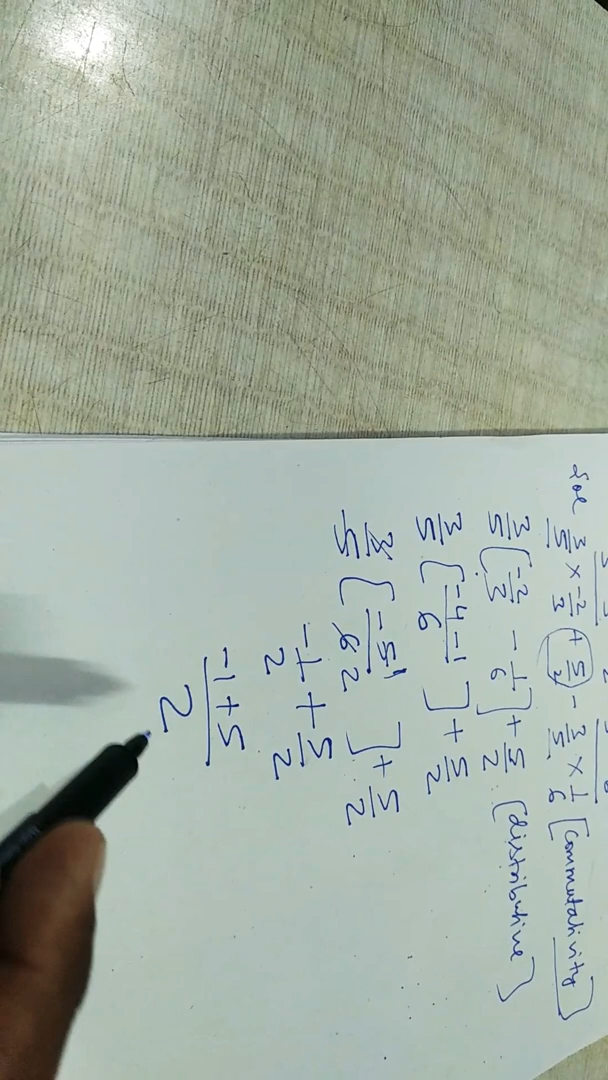 Sol 3/5 × -2/3 + 5/2 - 3/5 × 1/6 [Commutativity]
3/5 [-2/3 - 1/6] + 5/2 [distributive]
3/5 [-4-1/6] + 5/2
3/5 [-5/6 1 2] + 5/2
-1/2 + 5/2
-1+5/2